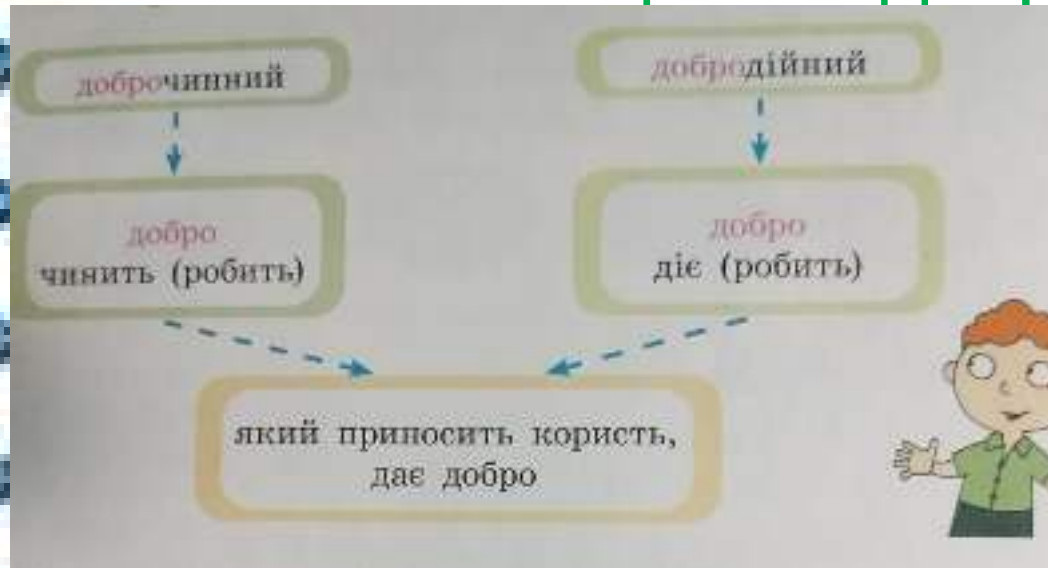 доброчинний
добродійний
добро
чинить (робить)
добро
діє (робить)
який приносить користь,
дає добро